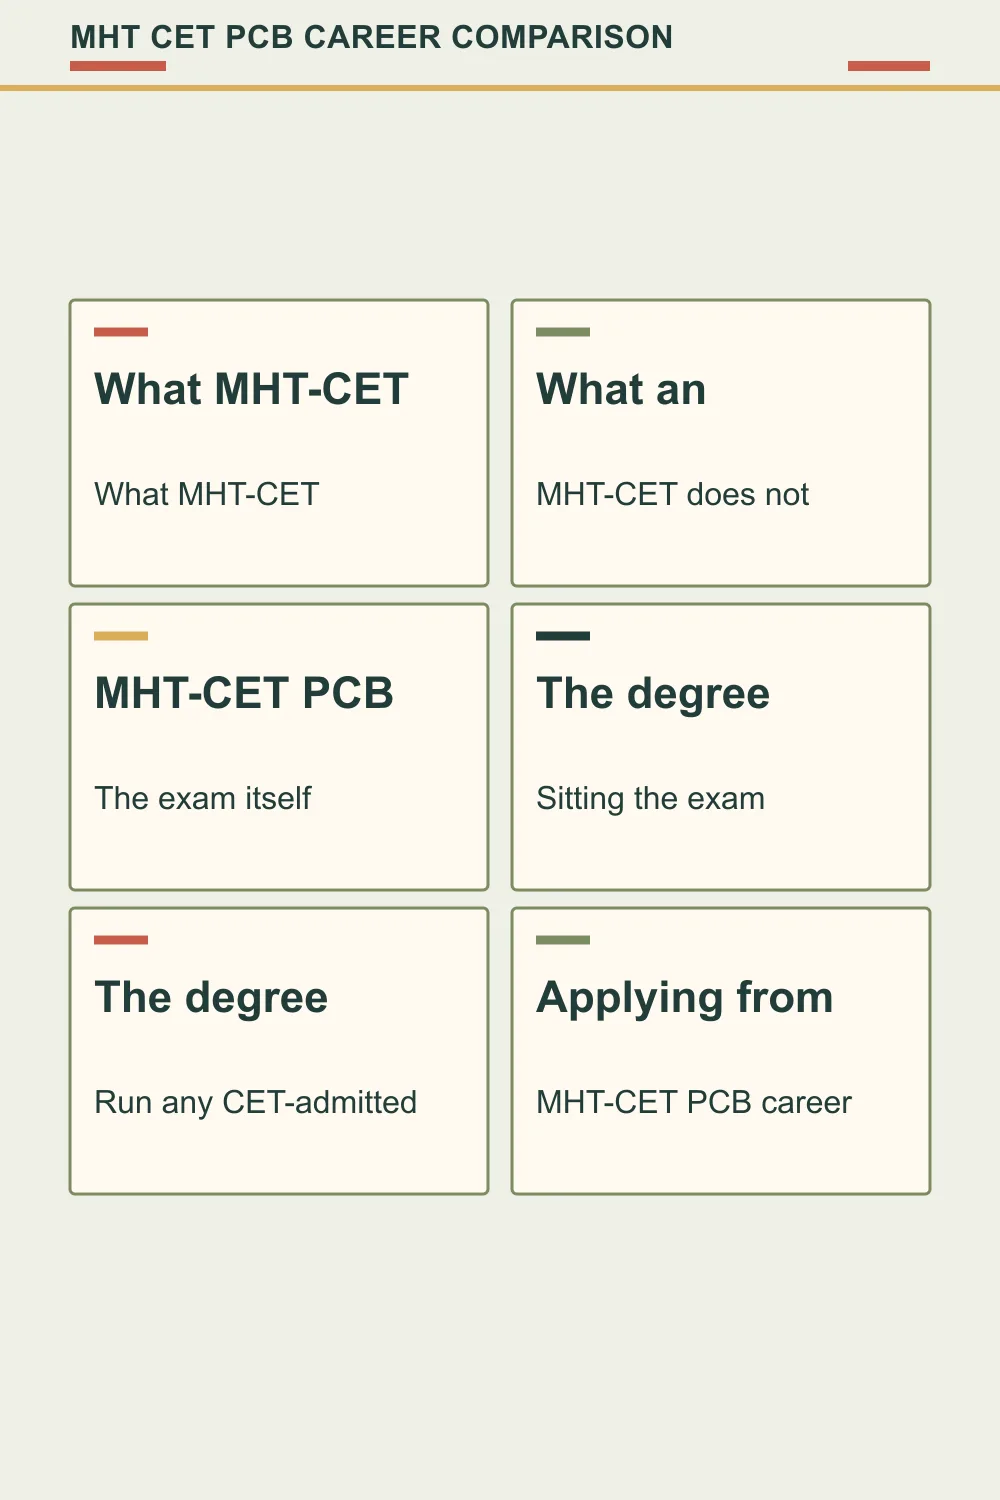 MHT CET PCB CAREER COMPARISON
What MHT-CET
What MHT-CET
What an
MHT-CET does not
MHT-CET PCB
The exam itself
The degree
Sitting the exam
The degree
Run any CET-admitted
Applying from
MHT-CET PCB career